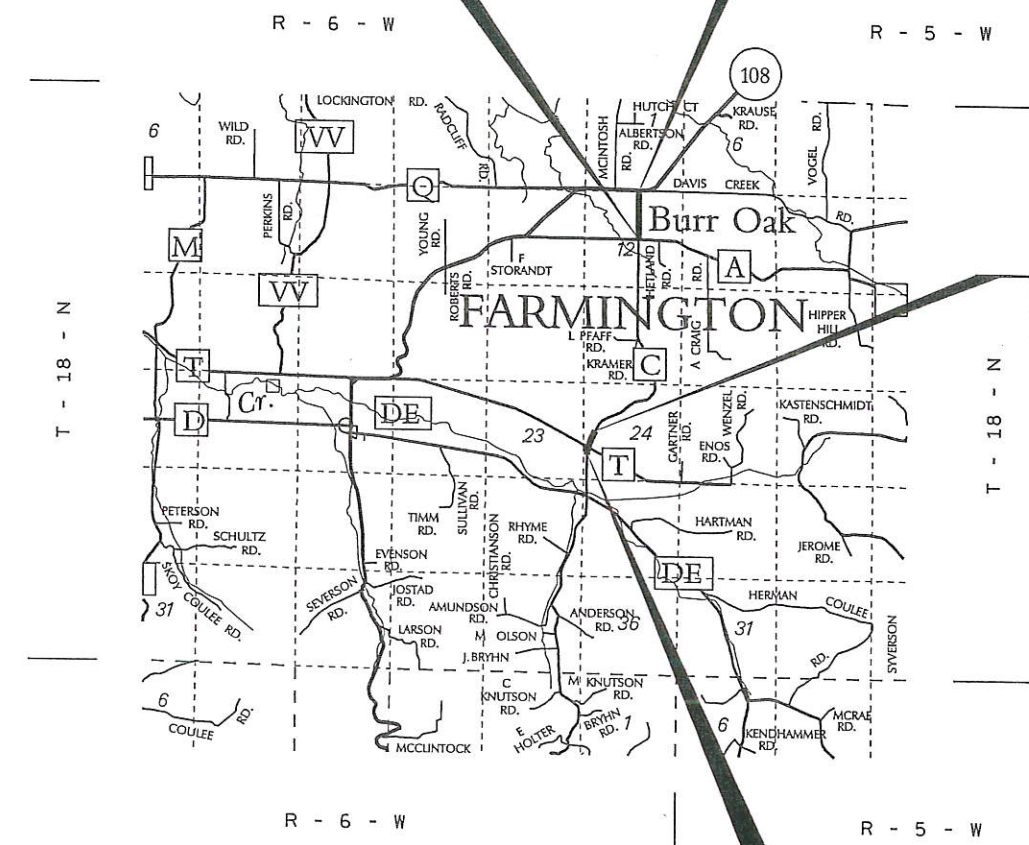 R - 6 - W
R - 5 - W
108
LOCKINGTON RD.
RADCLIFF RD.
MCINTOSH RD.
HUTCH CT
1
ALBERTSON RD.
KRAUSE RD.
6
VOGEL RD.
6
WILD RD.
VV
Q
DAVIS CREEK RD.
PERKINS RD.
YOUNG RD.
Burr Oak
M
F STORANDT
12
HETLAND RD.
RD.
A
VV
ROBERTS RD.
FARMINGTON
HIPPER HILL RD.
L PFAFF RD.
A CRAIG
KRAMER RD.
C
T - 18 - N
T - 18 - N
T
Cr.
DE
D
23
24
GARTNER RD.
WENZEL RD.
ENOS RD.
KASTENSCHMIDT RD.
T
PETERSON RD.
SCHULTZ RD.
TIMM
SULLIVAN RD.
CHRISTIANSON RD.
RHYME RD.
HARTMAN RD.
JEROME RD.
SKOY COULEE RD.
31
EVENSON RD.
SEVERSON RD.
JOSTAD RD.
LARSON RD.
AMUNDSON RD.
M OLSON
J. BRYHN
ANDERSON RD.
36
DE
HERMAN COULEE RD.
31
SYVERSON
6
COULEE RD.
C KNUTSON RD.
M KNUTSON RD.
BRYHN RD.
1
E HOLTER
MCCLINTOCK
6
KENDHAMMER RD.
MCRAE RD.
R - 6 - W
R - 5 - W